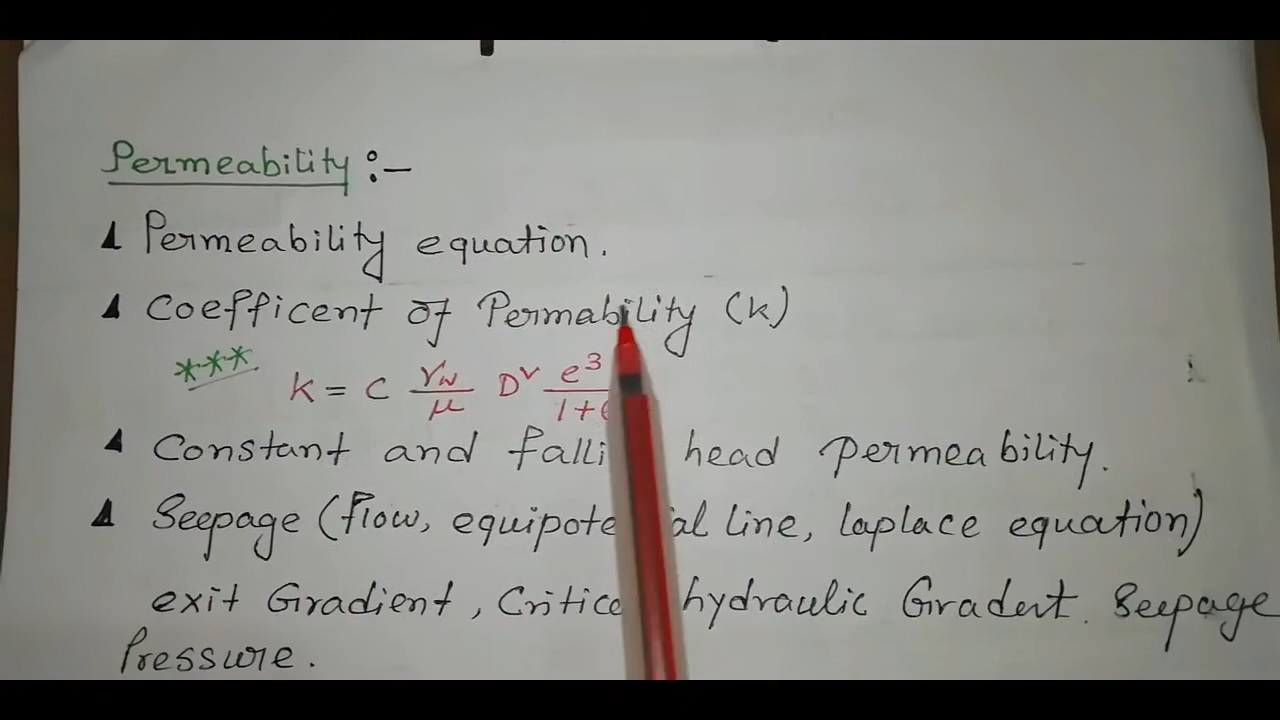 Permeability :-
Permeability equation.
Coefficent of Permability (k)
***
k = C γw/μ D² e³/1+e
Constant and falli head permeability.
Seepage (flow, equipote al line, laplace equation)
exit Gradient, Critica hydraulic Gradent. Seepage
Pressure.